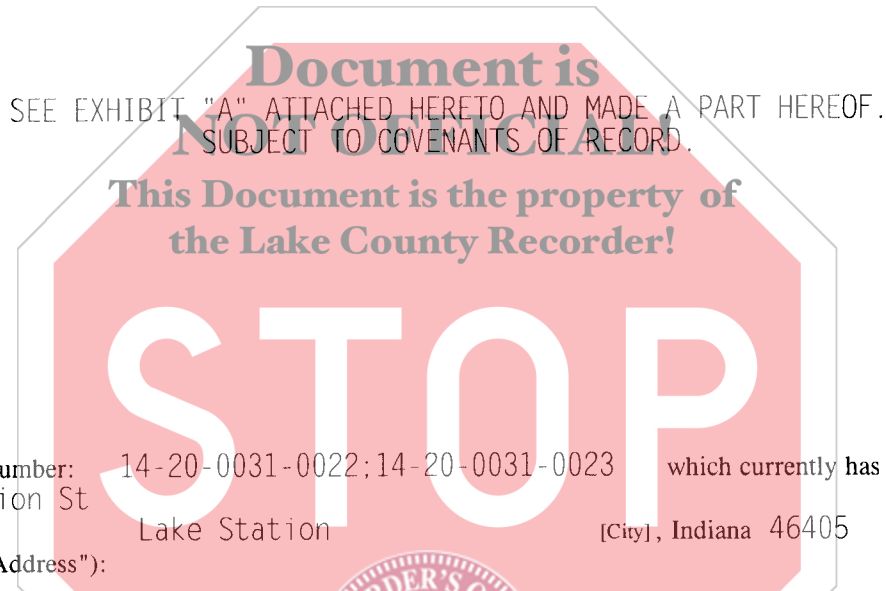 Document is
SEE EXHIBIT "A" ATTACHED HERETO AND MADE A PART HEREOF.
NOT OFFICIAL!
SUBJECT TO COVENANTS OF RECORD.
This Document is the property of
the Lake County Recorder!
STOP
umber: 14-20-0031-0022;14-20-0031-0023 which currently has
ion St
Lake Station [City], Indiana 46405
Address"):
DER'S O